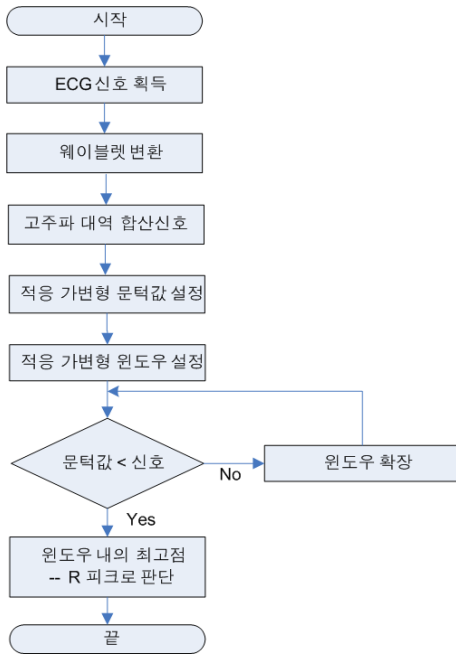 시작
ECG 신호 획득
웨이블렛 변환
고주파 대역 합산신호
적응 가변형 문턱값 설정
적응 가변형 윈도우 설정
문턱값 < 신호
No
윈도우 확장
Yes
윈도우 내의 최고점
-- R 피크로 판단
끝